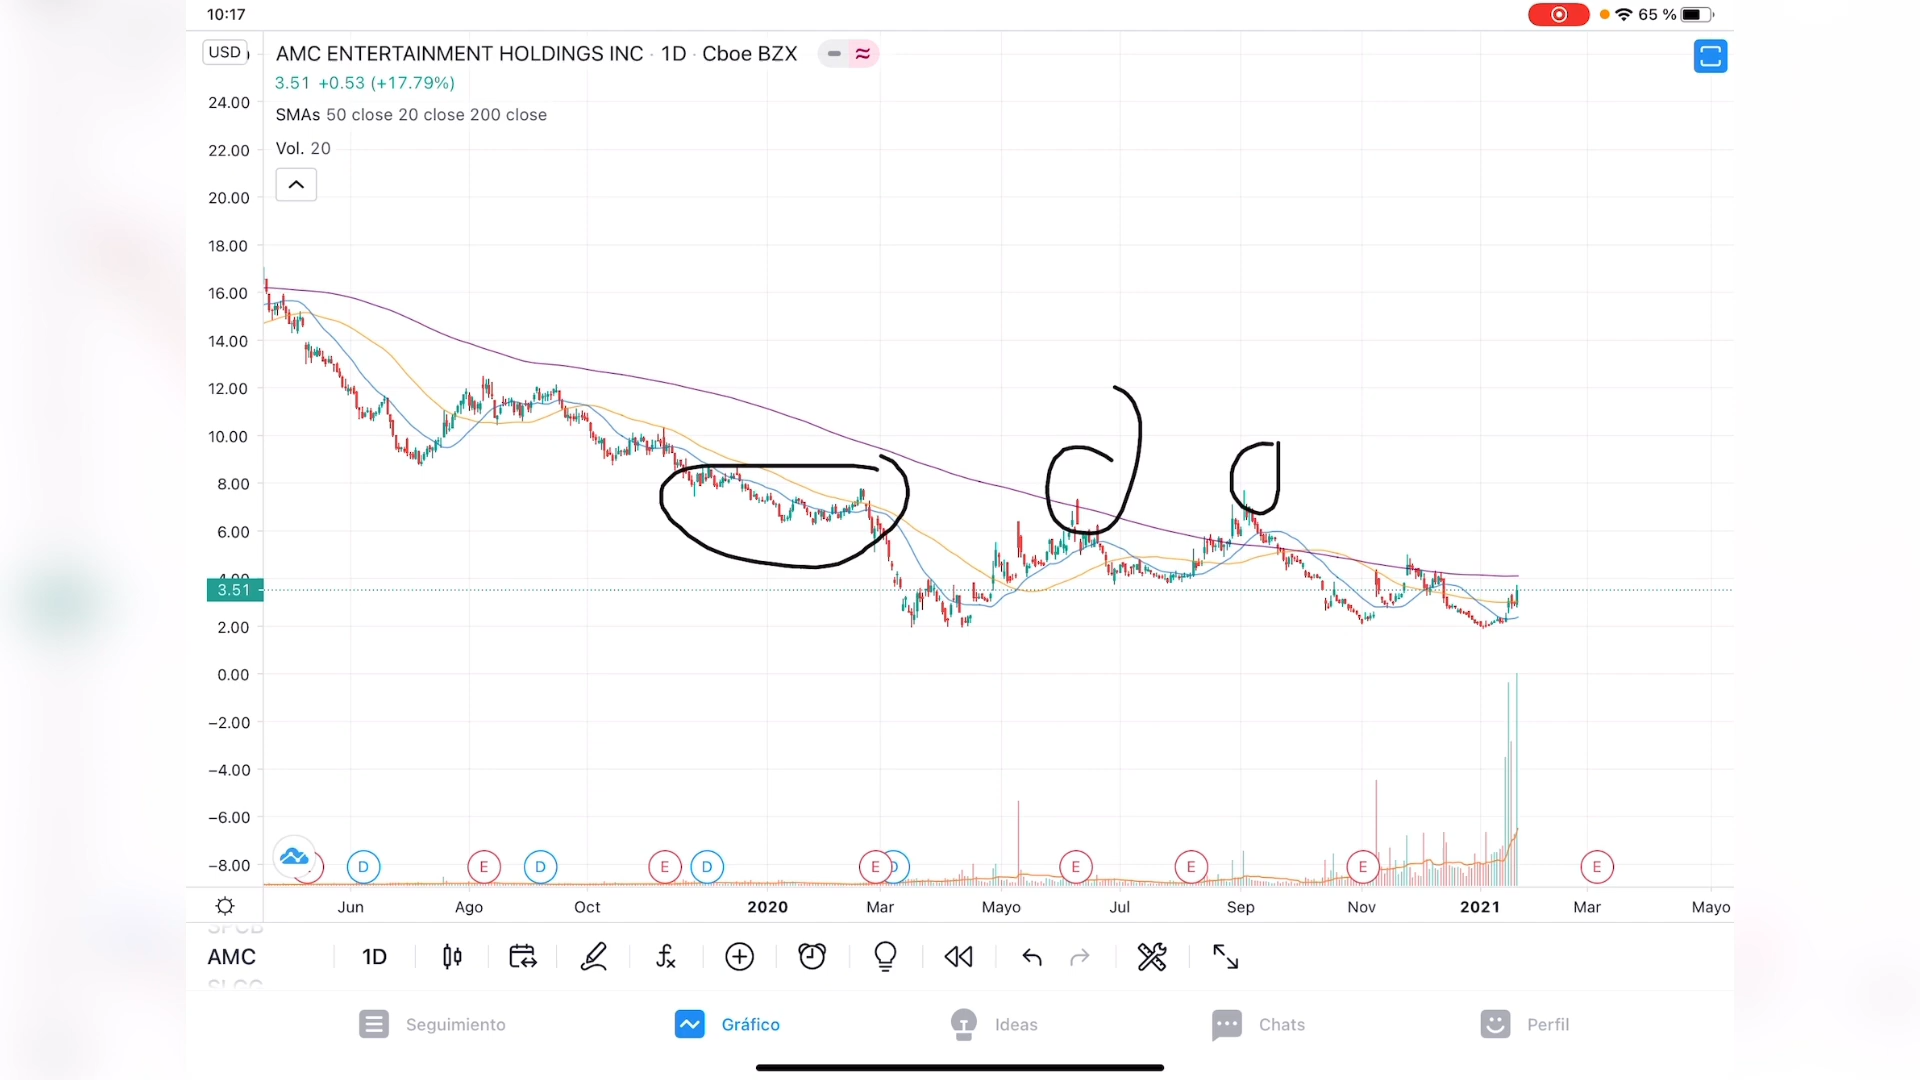 10:17
65 %
USD
AMC ENTERTAINMENT HOLDINGS INC · 1D · Cboe BZX
3.51 +0.53 (+17.79%)
SMAs 50 close 20 close 200 close
Vol. 20
24.00
22.00
20.00
18.00
16.00
14.00
12.00
10.00
8.00
6.00
4.00
3.51
2.00
0.00
−2.00
−4.00
−6.00
−8.00
D E D E D E D E E E E
Jun Ago Oct 2020 Mar Mayo Jul Sep Nov 2021 Mar Mayo
SPCB
AMC 1D
Seguimiento Gráfico Ideas Chats Perfil